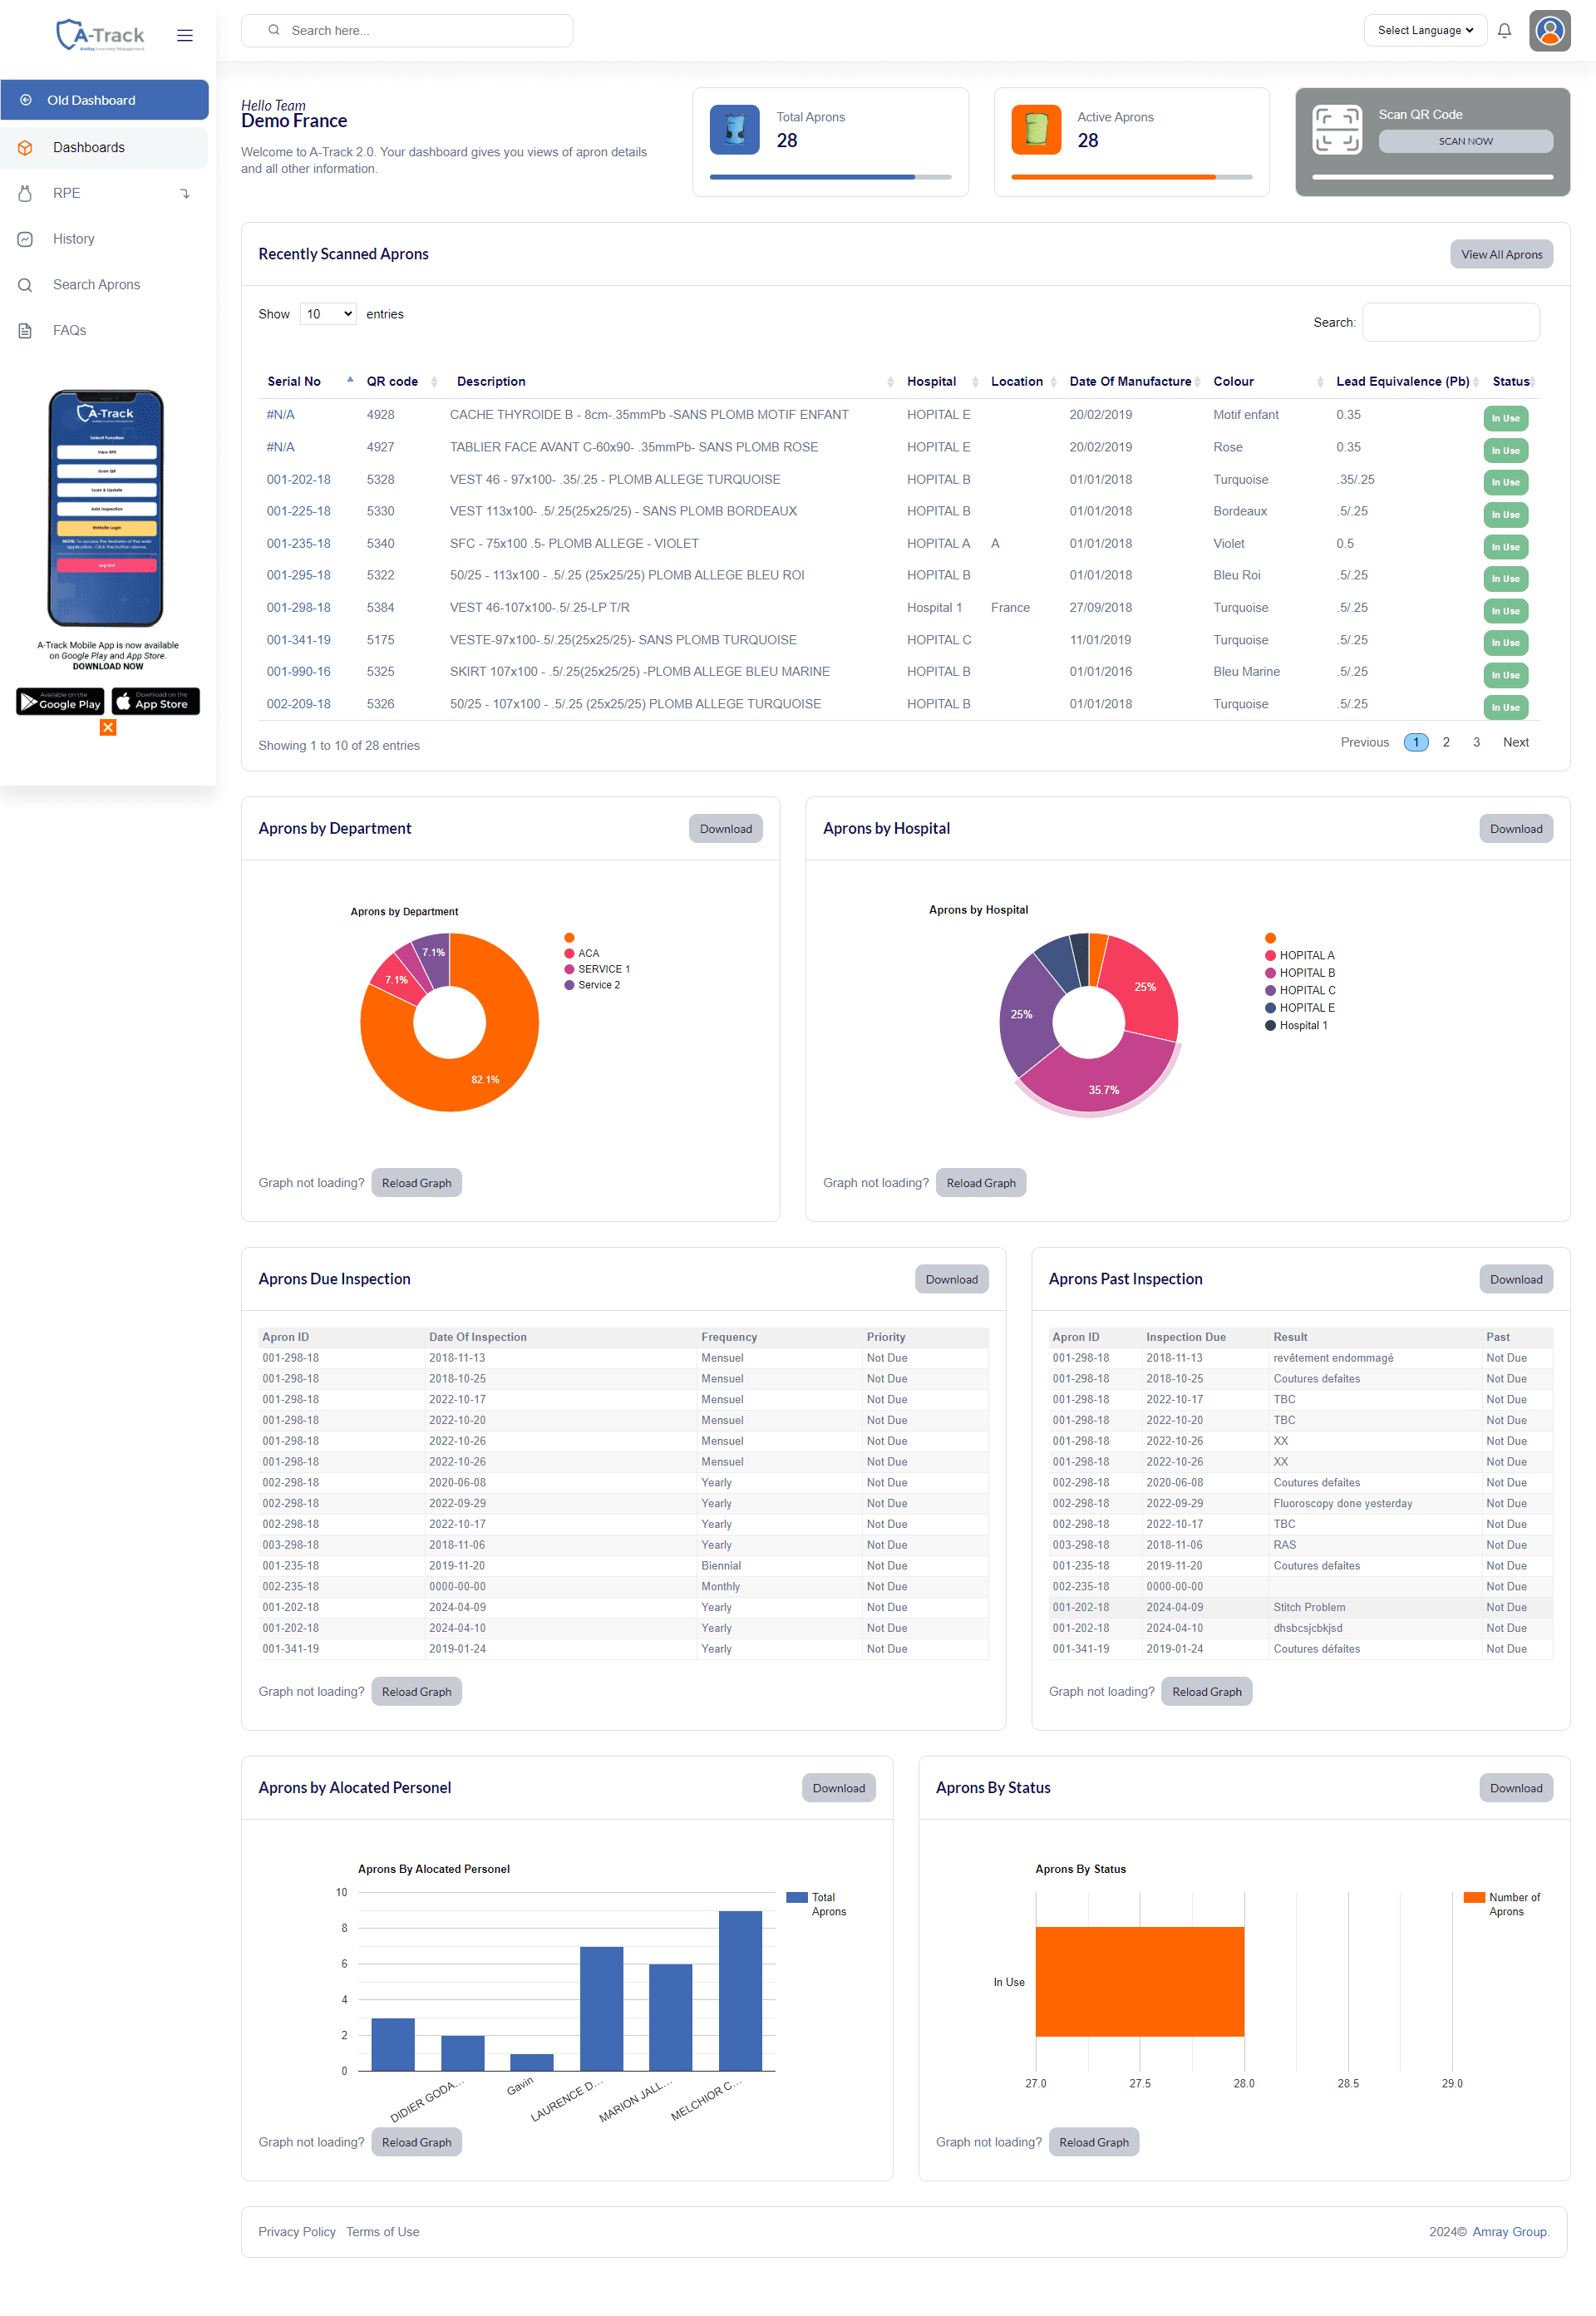 A-Track
AmRay Inventory Management
Search here...
Select Language
Old Dashboard
Dashboards
RPE
History
Search Aprons
FAQs
A-Track
Select Function
View RPE
Scan QR
Scan & Update
Add Inspection
Website Login
NOTE: To access the features of the web
application, Click the button above.
Log Out
A-Track Mobile App is now available
on Google Play and App Store.
DOWNLOAD NOW
Available on the
Google Play
Download on the
App Store
Hello Team
Demo France
Welcome to A-Track 2.0. Your dashboard gives you views of apron details
and all other information.
Total Aprons
28
Active Aprons
28
Scan QR Code
SCAN NOW
Recently Scanned Aprons
View All Aprons
Show 10 entries
Search:
Serial No QR code Description Hospital Location Date Of Manufacture Colour Lead Equivalence (Pb) Status
#N/A 4928 CACHE THYROIDE B - 8cm-.35mmPb -SANS PLOMB MOTIF ENFANT HOPITAL E 20/02/2019 Motif enfant 0.35 In Use
#N/A 4927 TABLIER FACE AVANT C-60x90- .35mmPb- SANS PLOMB ROSE HOPITAL E 20/02/2019 Rose 0.35 In Use
001-202-18 5328 VEST 46 - 97x100- .35/.25 - PLOMB ALLEGE TURQUOISE HOPITAL B 01/01/2018 Turquoise .35/.25 In Use
001-225-18 5330 VEST 113x100- .5/.25(25x25/25) - SANS PLOMB BORDEAUX HOPITAL B 01/01/2018 Bordeaux .5/.25 In Use
001-235-18 5340 SFC - 75x100 .5- PLOMB ALLEGE - VIOLET HOPITAL A A 01/01/2018 Violet 0.5 In Use
001-295-18 5322 50/25 - 113x100 - .5/.25 (25x25/25) PLOMB ALLEGE BLEU ROI HOPITAL B 01/01/2018 Bleu Roi .5/.25 In Use
001-298-18 5384 VEST 46-107x100-.5/.25-LP T/R Hospital 1 France 27/09/2018 Turquoise .5/.25 In Use
001-341-19 5175 VESTE-97x100-.5/.25(25x25/25)- SANS PLOMB TURQUOISE HOPITAL C 11/01/2019 Turquoise .5/.25 In Use
001-990-16 5325 SKIRT 107x100 - .5/.25(25x25/25) -PLOMB ALLEGE BLEU MARINE HOPITAL B 01/01/2016 Bleu Marine .5/.25 In Use
002-209-18 5326 50/25 - 107x100 - .5/.25 (25x25/25) PLOMB ALLEGE TURQUOISE HOPITAL B 01/01/2018 Turquoise .5/.25 In Use
Showing 1 to 10 of 28 entries
Previous 1 2 3 Next
Aprons by Department
Download
Aprons by Department
ACA
SERVICE 1
Service 2
7.1%
7.1%
82.1%
Graph not loading? Reload Graph
Aprons by Hospital
Download
Aprons by Hospital
HOPITAL A
HOPITAL B
HOPITAL C
HOPITAL E
Hospital 1
25%
25%
35.7%
Graph not loading? Reload Graph
Aprons Due Inspection
Download
Apron ID Date Of Inspection Frequency Priority
001-298-18 2018-11-13 Mensuel Not Due
001-298-18 2018-10-25 Mensuel Not Due
001-298-18 2022-10-17 Mensuel Not Due
001-298-18 2022-10-20 Mensuel Not Due
001-298-18 2022-10-26 Mensuel Not Due
001-298-18 2022-10-26 Mensuel Not Due
002-298-18 2020-06-08 Yearly Not Due
002-298-18 2022-09-29 Yearly Not Due
002-298-18 2022-10-17 Yearly Not Due
003-298-18 2018-11-06 Yearly Not Due
001-235-18 2019-11-20 Biennial Not Due
002-235-18 0000-00-00 Monthly Not Due
001-202-18 2024-04-09 Yearly Not Due
001-202-18 2024-04-10 Yearly Not Due
001-341-19 2019-01-24 Yearly Not Due
Graph not loading? Reload Graph
Aprons Past Inspection
Download
Apron ID Inspection Due Result Past
001-298-18 2018-11-13 revêtement endommagé Not Due
001-298-18 2018-10-25 Coutures defaites Not Due
001-298-18 2022-10-17 TBC Not Due
001-298-18 2022-10-20 TBC Not Due
001-298-18 2022-10-26 XX Not Due
001-298-18 2022-10-26 XX Not Due
002-298-18 2020-06-08 Coutures defaites Not Due
002-298-18 2022-09-29 Fluoroscopy done yesterday Not Due
002-298-18 2022-10-17 TBC Not Due
003-298-18 2018-11-06 RAS Not Due
001-235-18 2019-11-20 Coutures defaites Not Due
002-235-18 0000-00-00 Not Due
001-202-18 2024-04-09 Stitch Problem Not Due
001-202-18 2024-04-10 dhsbcsjcbkjsd Not Due
001-341-19 2019-01-24 Coutures défaites Not Due
Graph not loading? Reload Graph
Aprons by Alocated Personel
Download
Aprons By Alocated Personel
10
8
6
4
2
0
Total
Aprons
DIDIER GODA...
Gavin
LAURENCE D...
MARION JALL...
MELCHIOR C...
Graph not loading? Reload Graph
Aprons By Status
Download
Aprons By Status
Number of
Aprons
In Use
27.0 27.5 28.0 28.5 29.0
Graph not loading? Reload Graph
Privacy Policy Terms of Use
2024© Amray Group.